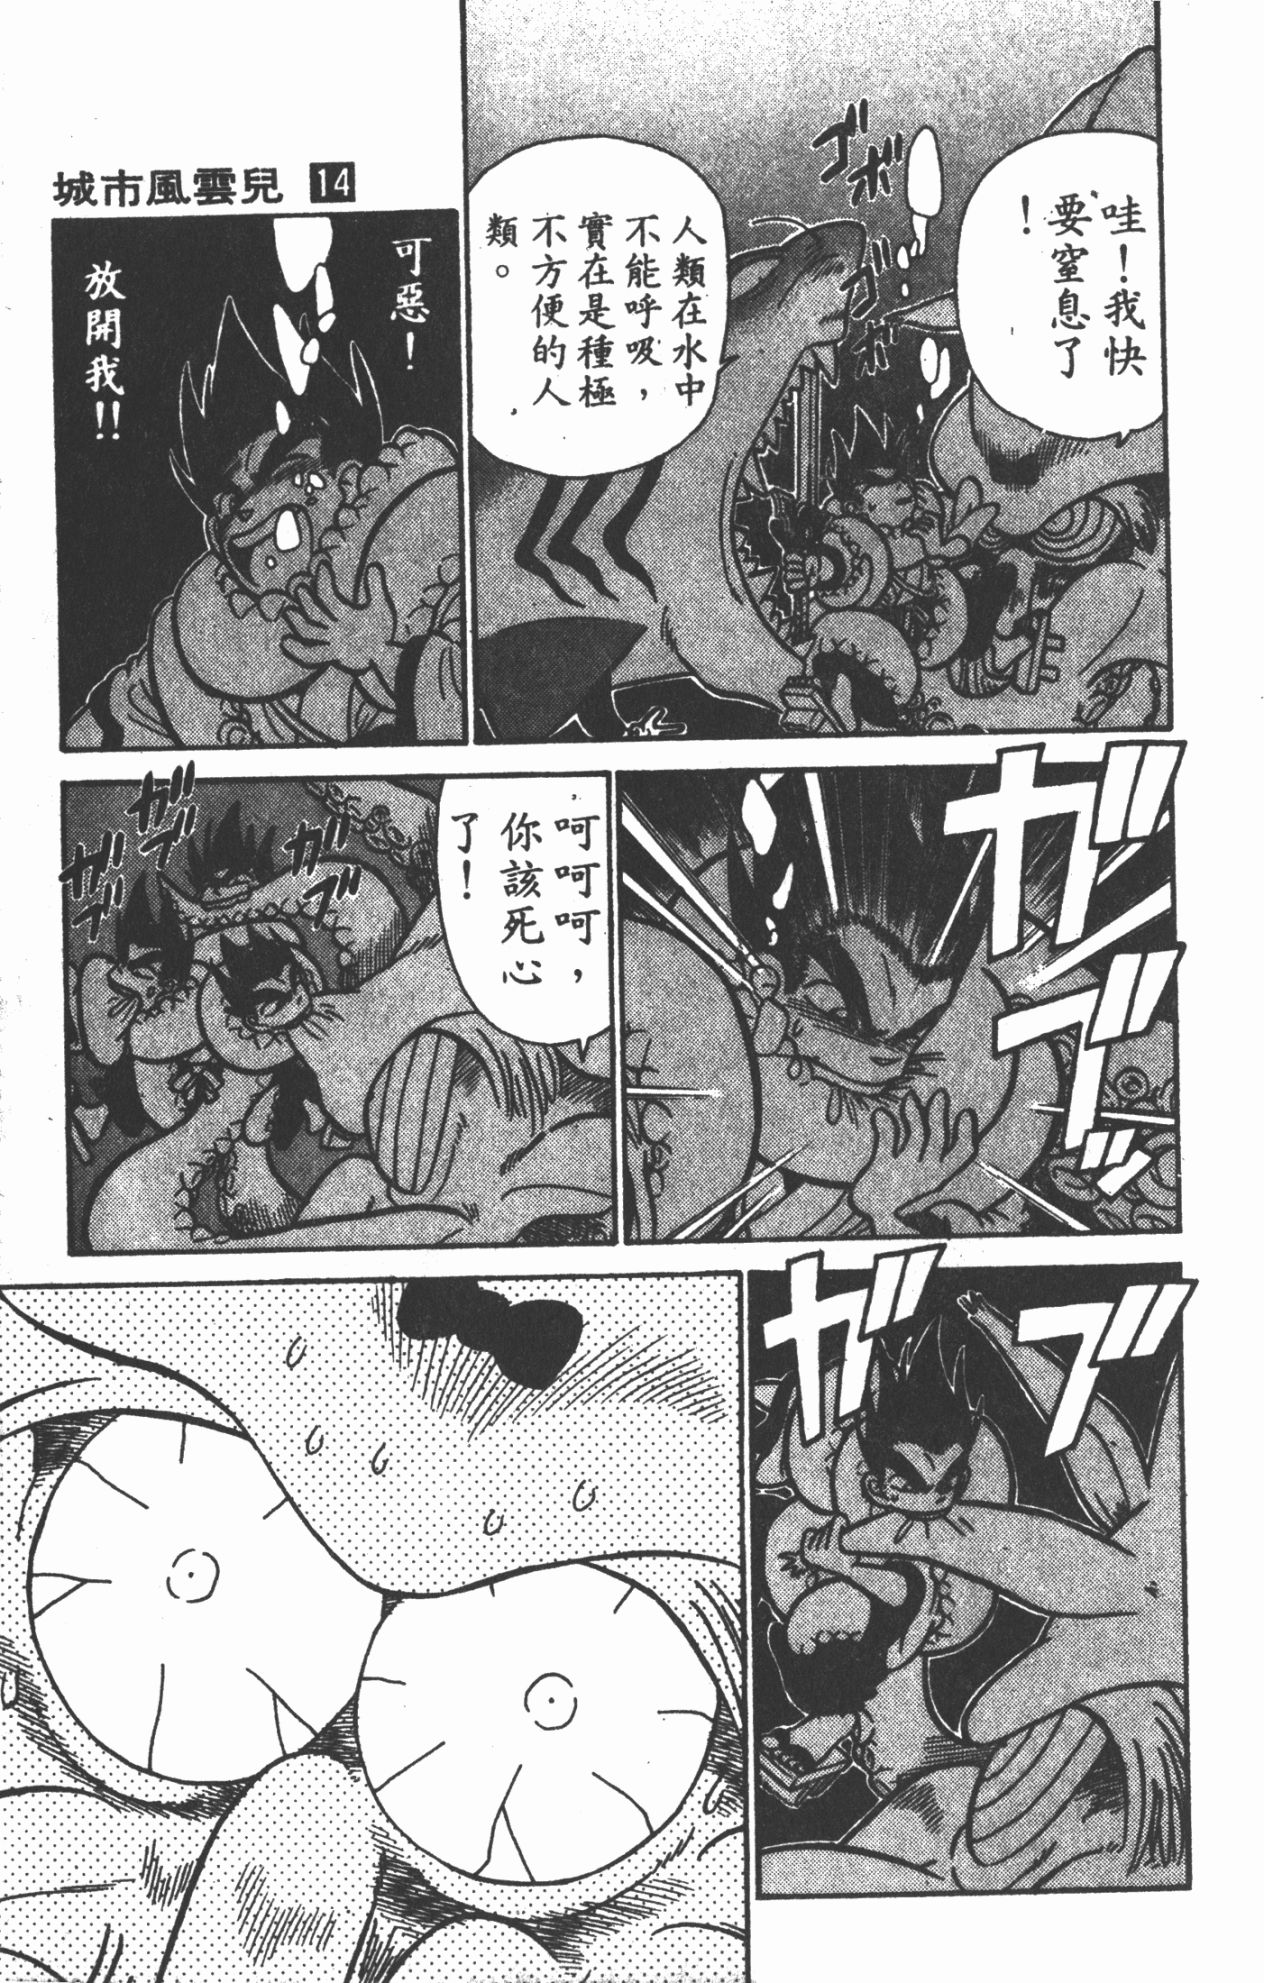 城市風雲兒 14
哇！我快
要窒息了
！
ゴボ
ゴボ
人類在水中
不能呼吸，
實在是種極
不方便的人
類。
可惡！
放開我!!
ガブッ
呵呵呵，
你該死心
了！
ガブ
ガブ
ガブ
ガブ